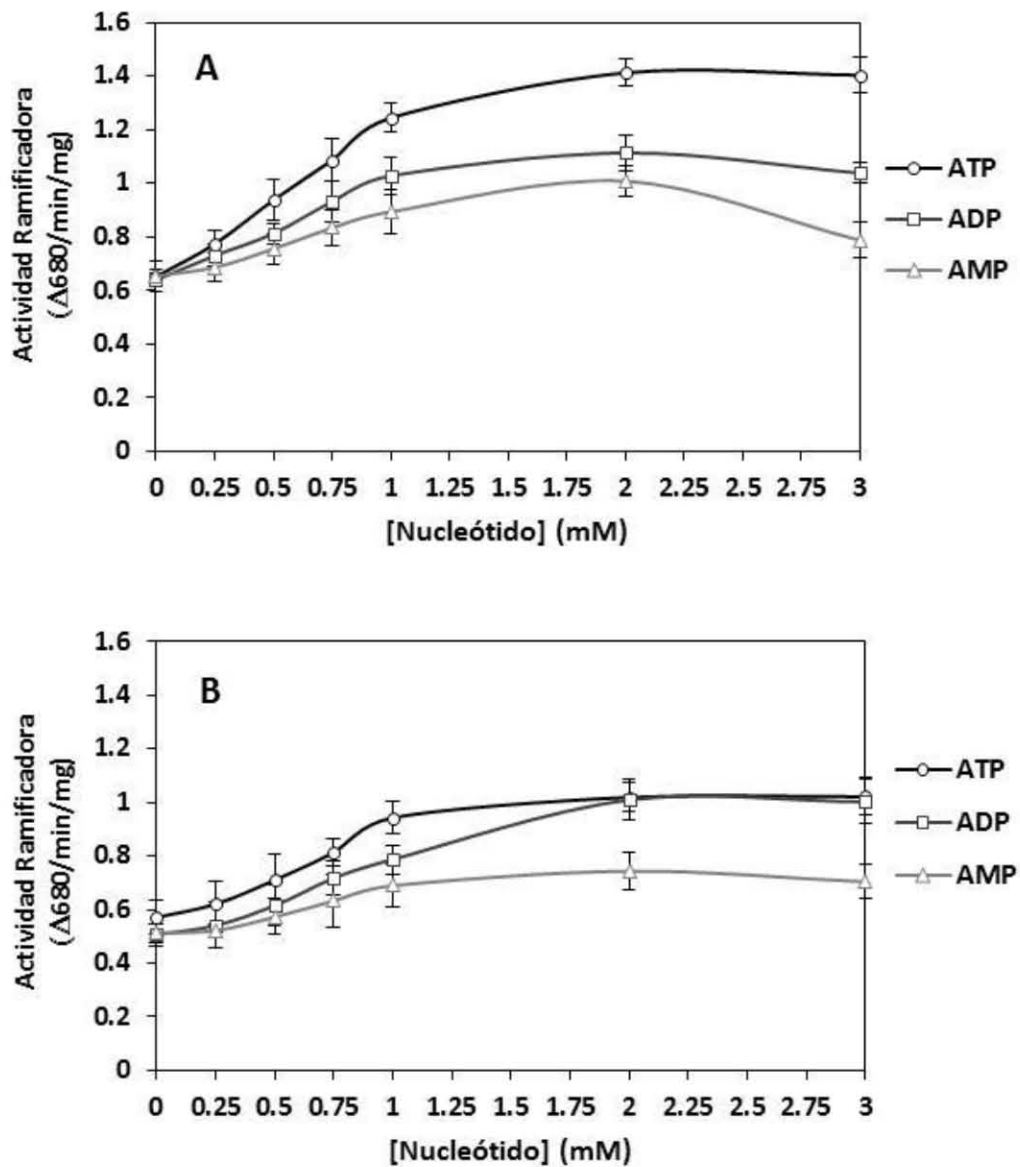 1.6
1.4
1.2
1
0.8
0.6
0.4
0.2
0
Actividad Ramificadora
(Δ680/min/mg)
A
ATP
ADP
AMP
0 0.25 0.5 0.75 1 1.25 1.5 1.75 2 2.25 2.5 2.75 3
[Nucleótido] (mM)
1.6
1.4
1.2
1
0.8
0.6
0.4
0.2
0
Actividad Ramificadora
(Δ680/min/mg)
B
ATP
ADP
AMP
0 0.25 0.5 0.75 1 1.25 1.5 1.75 2 2.25 2.5 2.75 3
[Nucleótido] (mM)